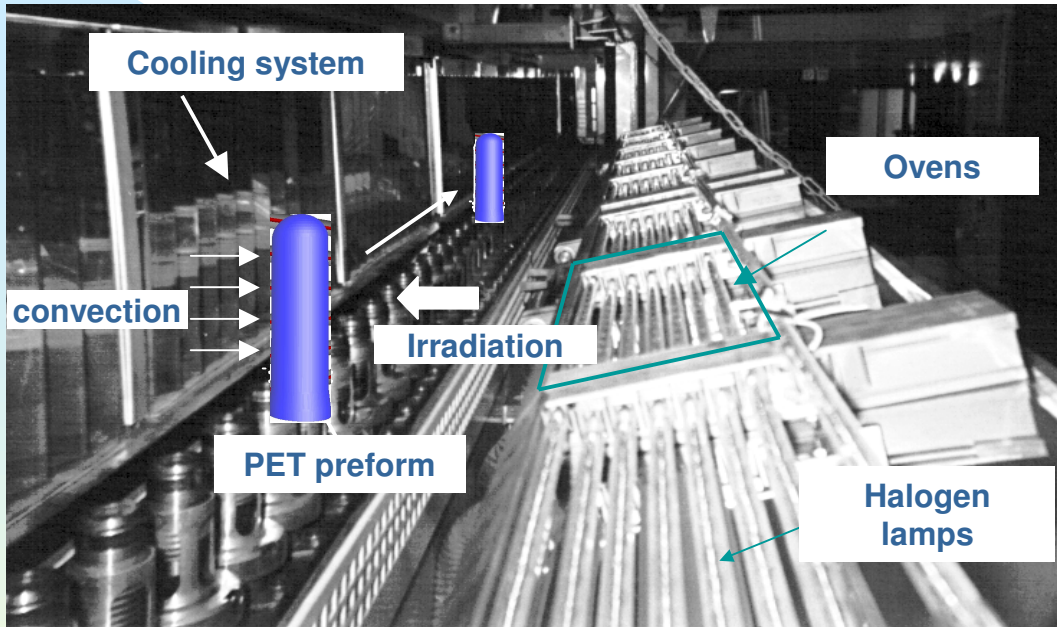 Cooling system
Ovens
convection
Irradiation
PET preform
Halogen
lamps